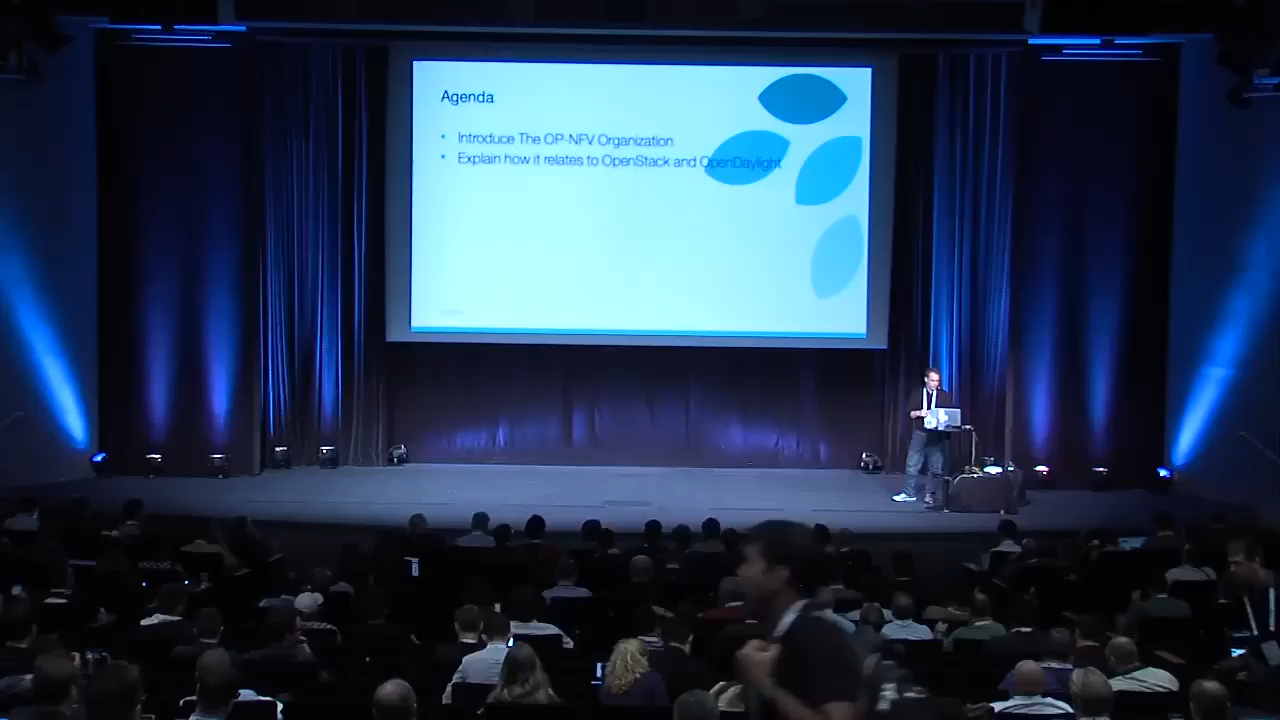 Agenda
• Introduce The OP-NFV Organization
• Explain how it relates to OpenStack and OpenDaylight